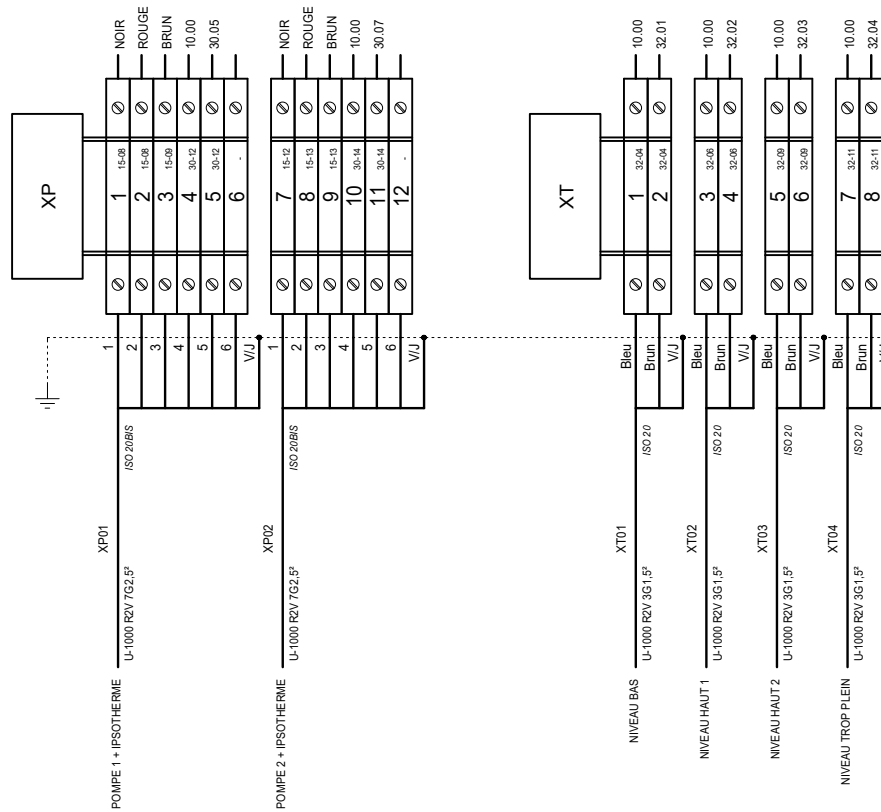 XP
1 15-08 NOIR
2 15-08 ROUGE
3 15-09 BRUN
4 30-12 10.00
5 30-12 30.05
6 -
1
2
3
4
5
6
V/J
ISO 20BIS
XP01
U-1000 R2V 7G2,5²
POMPE 1 + IPSOTHERME
7 15-12 NOIR
8 15-13 ROUGE
9 15-13 BRUN
10 30-14 10.00
11 30-14 30.07
12 -
1
2
3
4
5
6
V/J
ISO 20BIS
XP02
U-1000 R2V 7G2,5²
POMPE 2 + IPSOTHERME
XT
1 32-04 10.00
2 32-04 32.01
Bleu
Brun
V/J
ISO 20
XT01
U-1000 R2V 3G1,5²
NIVEAU BAS
3 32-06 10.00
4 32-06 32.02
Bleu
Brun
V/J
ISO 20
XT02
U-1000 R2V 3G1,5²
NIVEAU HAUT 1
5 32-09 10.00
6 32-09 32.03
Bleu
Brun
V/J
ISO 20
XT03
U-1000 R2V 3G1,5²
NIVEAU HAUT 2
7 32-11 10.00
8 32-11 32.04
Bleu
Brun
ISO 20
XT04
U-1000 R2V 3G1,5²
NIVEAU TROP PLEIN